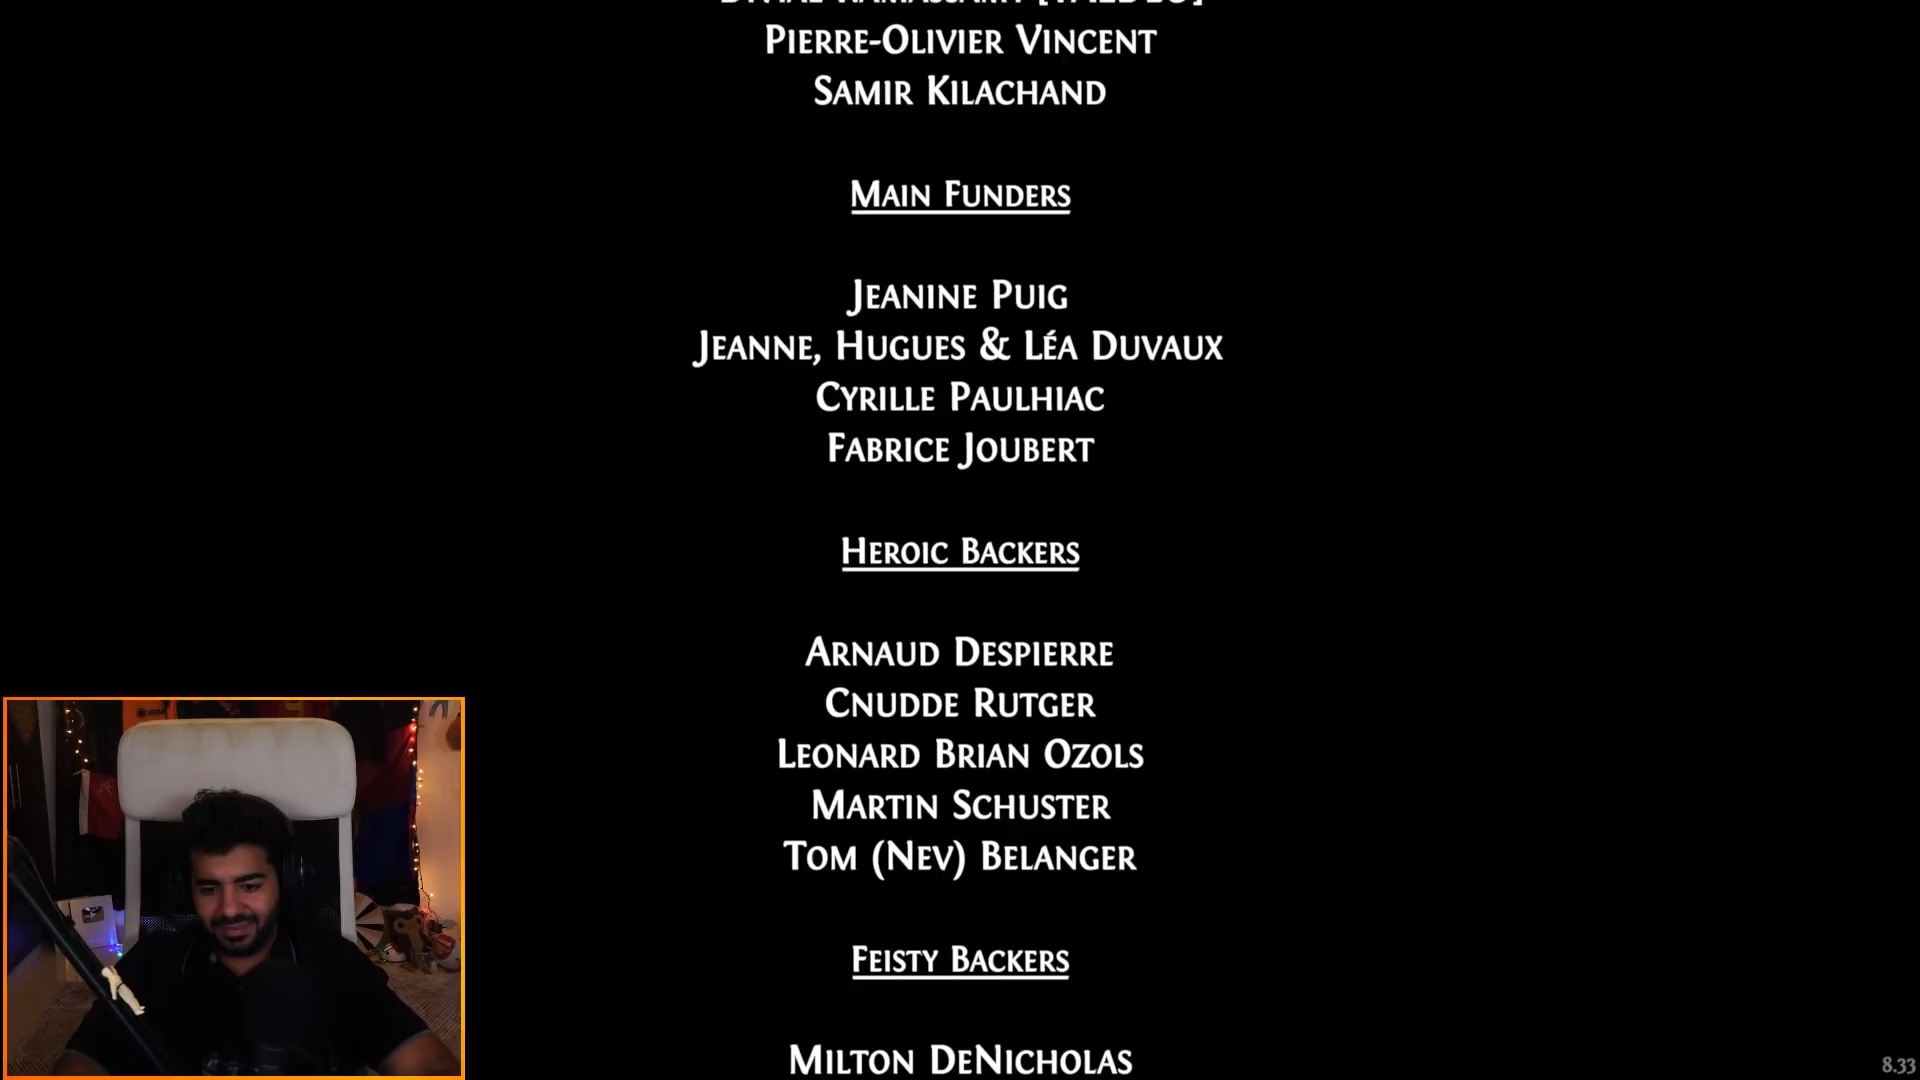 Pierre-Olivier Vincent
Samir Kilachand
Main Funders
Jeanine Puig
Jeanne, Hugues & Léa Duvaux
Cyrille Paulhiac
Fabrice Joubert
Heroic Backers
Arnaud Despierre
Cnudde Rutger
Leonard Brian Ozols
Martin Schuster
Tom (Nev) Belanger
Feisty Backers
Milton DeNicholas
8.33